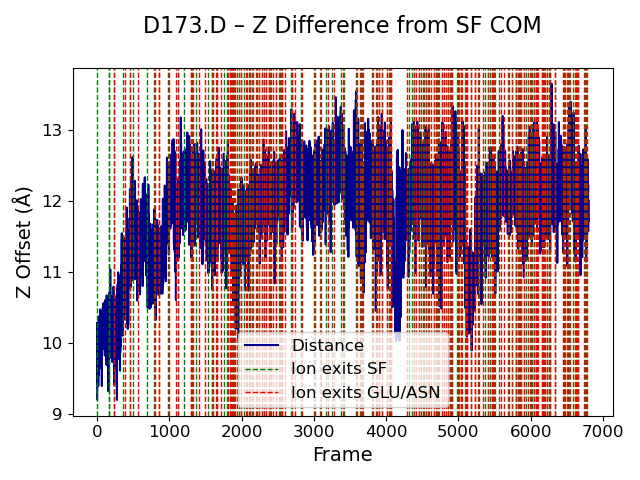 D173.D – Z Difference from SF COM
Z Offset (Å)
13
12
11
10
9
Distance
Ion exits SF
Ion exits GLU/ASN
0 1000 2000 3000 4000 5000 6000 7000
Frame